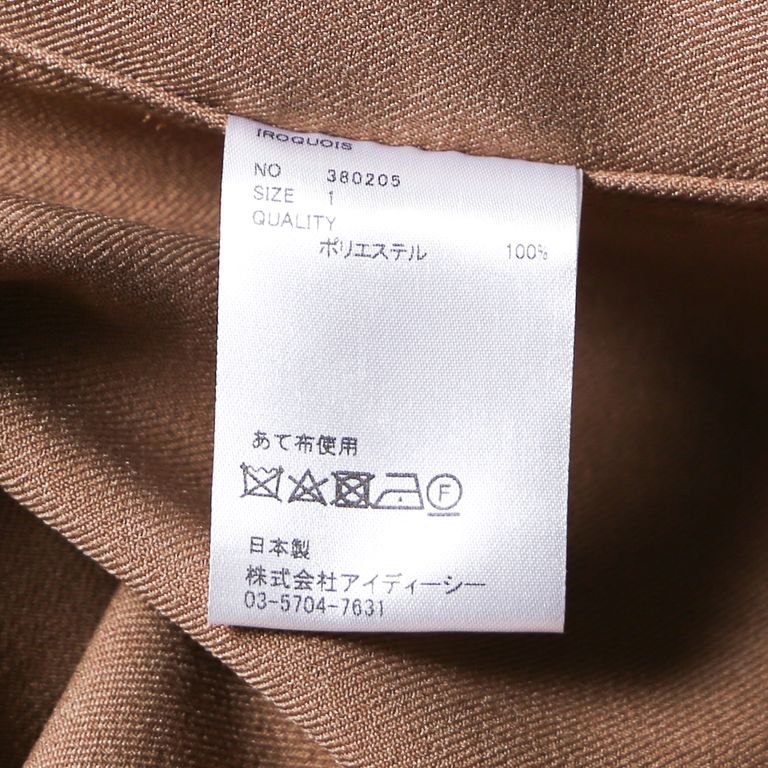 IROQUOIS
NO 380205
SIZE 1
QUALITY
ポリエステル 100%
あて布使用
F
日本製
株式会社アイディーシー
03-5704-7631